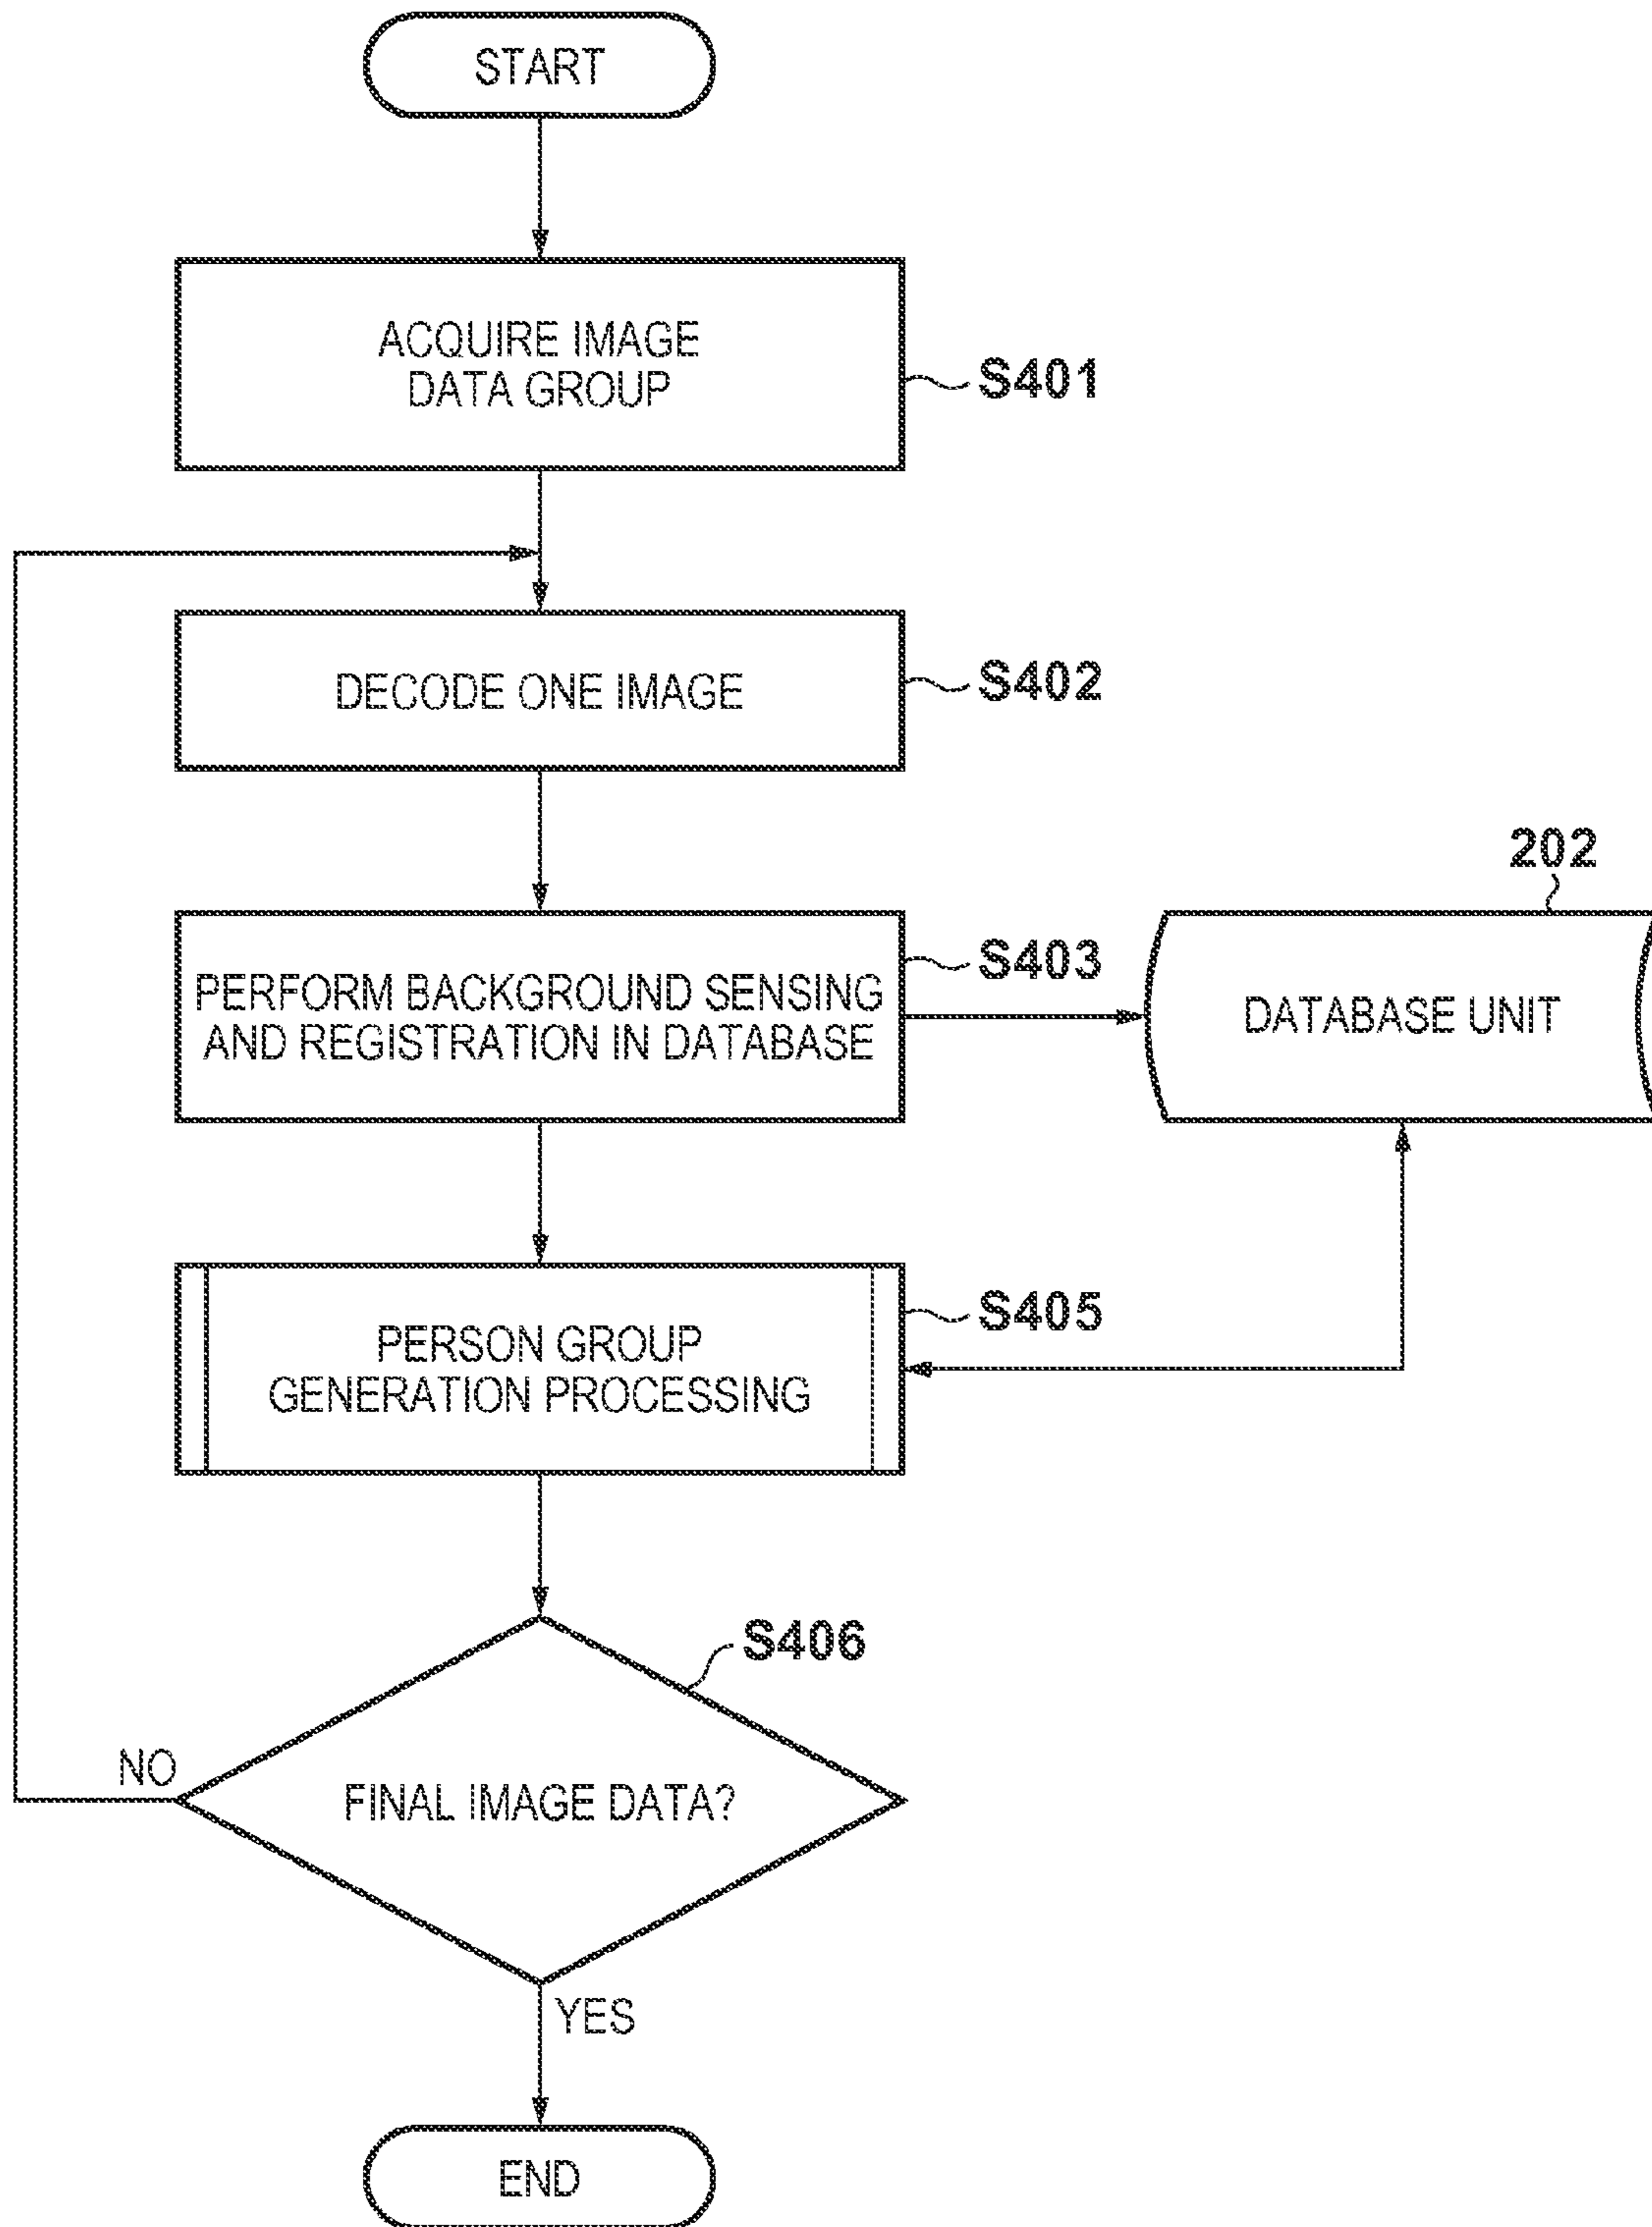 START
ACQUIRE IMAGE
DATA GROUP
S401
DECODE ONE IMAGE
S402
202
PERFORM BACKGROUND SENSING
AND REGISTRATION IN DATABASE
S403
DATABASE UNIT
PERSON GROUP
GENERATION PROCESSING
S405
S406
NO
FINAL IMAGE DATA?
YES
END